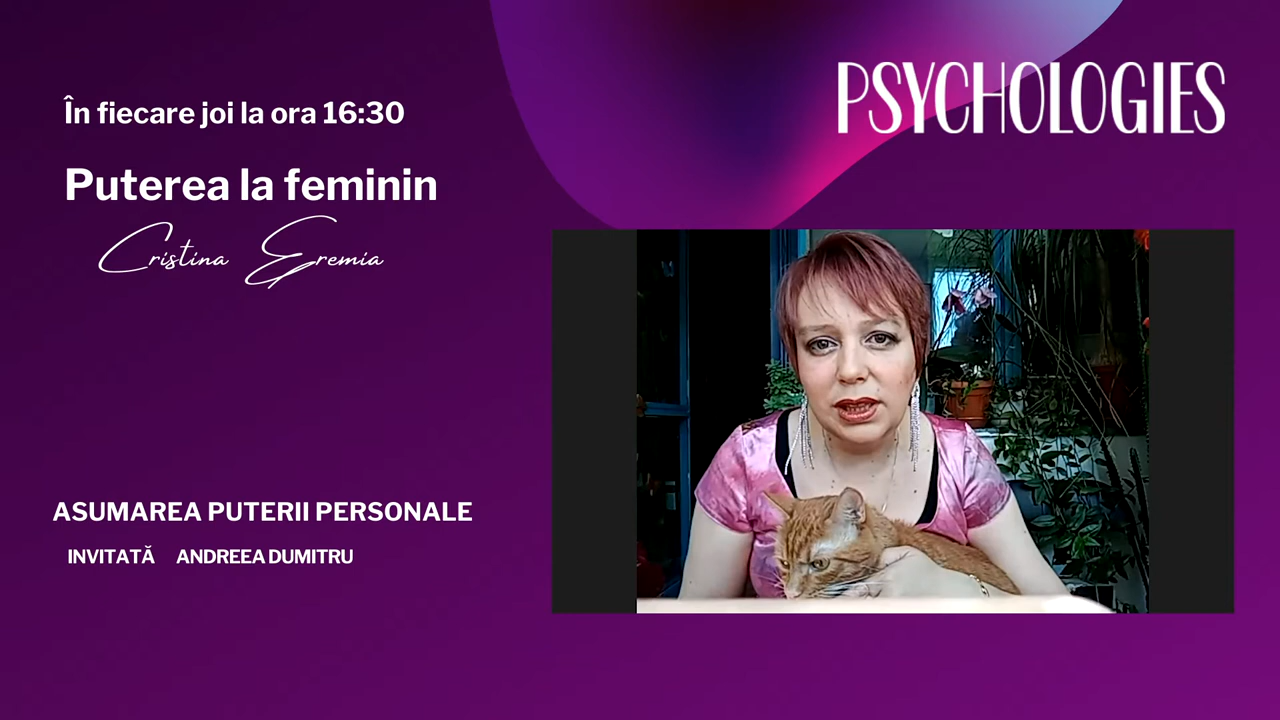 În fiecare joi la ora 16:30
PSYCHOLOGIES
Puterea la feminin
Cristina Eremia
ASUMAREA PUTERII PERSONALE
INVITATĂ ANDREEA DUMITRU